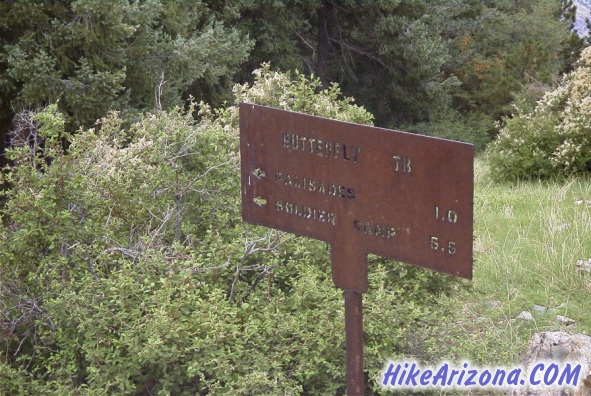 BUTTERFLY TR
PALISADES 1.0
SOLDIER CAMP 5.5
HikeArizona.COM